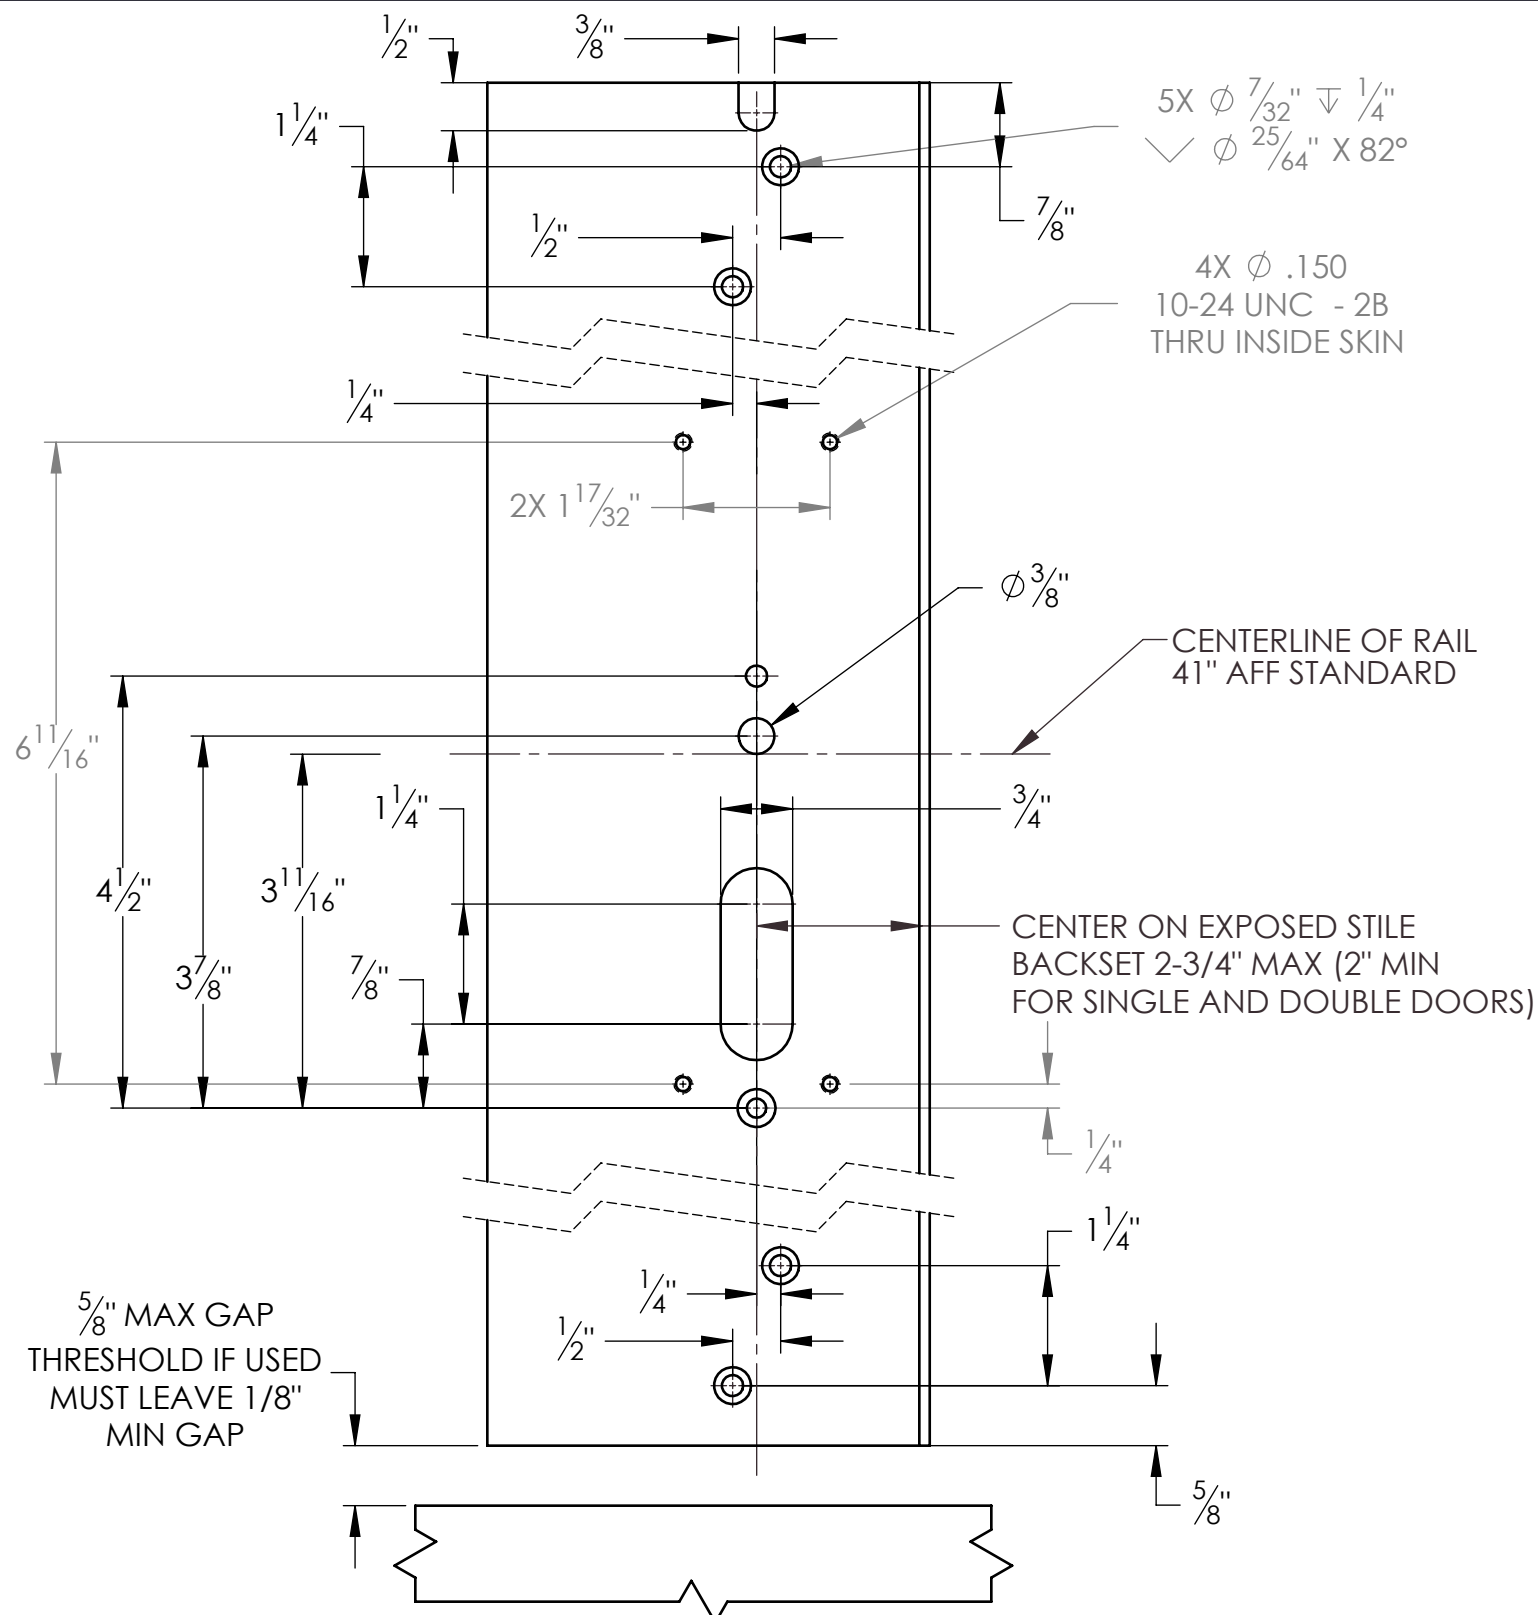 1/2"
3/8"
5X ∅ 7/32" ↧ 1/4"
⌵ ∅ 25/64" X 82°
1 1/4"
7/8"
1/2"
4X ∅ .150
10-24 UNC - 2B
THRU INSIDE SKIN
1/4"
2X 1 17/32"
∅ 3/8"
CENTERLINE OF RAIL
41" AFF STANDARD
6 11/16"
1 1/4"
3/4"
4 1/2"
3 11/16"
CENTER ON EXPOSED STILE
BACKSET 2-3/4" MAX (2" MIN
FOR SINGLE AND DOUBLE DOORS)
3 7/8"
7/8"
1/4"
1 1/4"
1/4"
1/2"
5/8" MAX GAP
THRESHOLD IF USED
MUST LEAVE 1/8"
MIN GAP
5/8"